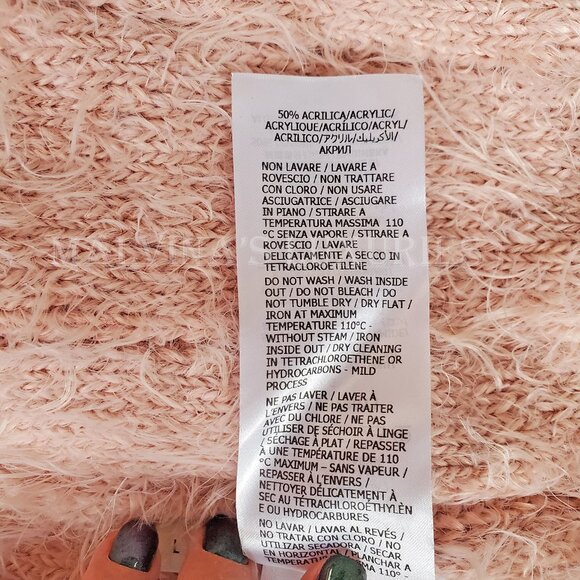 50% ACRILICA/ACRYLIC/
ACRYLIQUE/ACRÍLICO/ACRYL/
ACRILICO/アクリル/الأكريليك/
АКРИЛ
NON LAVARE / LAVARE A
ROVESCIO / NON TRATTARE
CON CLORO / NON USARE
ASCIUGATRICE / ASCIUGARE
IN PIANO / STIRARE A
TEMPERATURA MASSIMA 110
°C SENZA VAPORE / STIRARE A
ROVESCIO / LAVARE
DELICATAMENTE A SECCO IN
TETRACLOROETILENE
DO NOT WASH / WASH INSIDE
OUT / DO NOT BLEACH / DO
NOT TUMBLE DRY / DRY FLAT /
IRON AT MAXIMUM
TEMPERATURE 110°C -
WITHOUT STEAM / IRON
INSIDE OUT / DRY CLEANING
IN TETRACHLOROETHENE OR
HYDROCARBONS - MILD
PROCESS
NE PAS LAVER / LAVER À
L'ENVERS / NE PAS TRAITER
AVEC DU CHLORE / NE PAS
UTILISER DE SÉCHOIR À LINGE
/ SÉCHAGE À PLAT / REPASSER
À UNE TEMPÉRATURE DE 110
°C MAXIMUM – SANS VAPEUR /
REPASSER À L'ENVERS /
NETTOYER DÉLICATEMENT À
SEC AU TÉTRACHLOROÉTHYLÈN
E OU HYDROCARBURES
NO LAVAR / LAVAR AL REVÉS /
NO TRATAR CON CLORO / NO
UTILIZAR SECADORA / SECAR
EN HORIZONTAL / PLANCHAR A
TEMPERATURA MÁXIMA 110° -